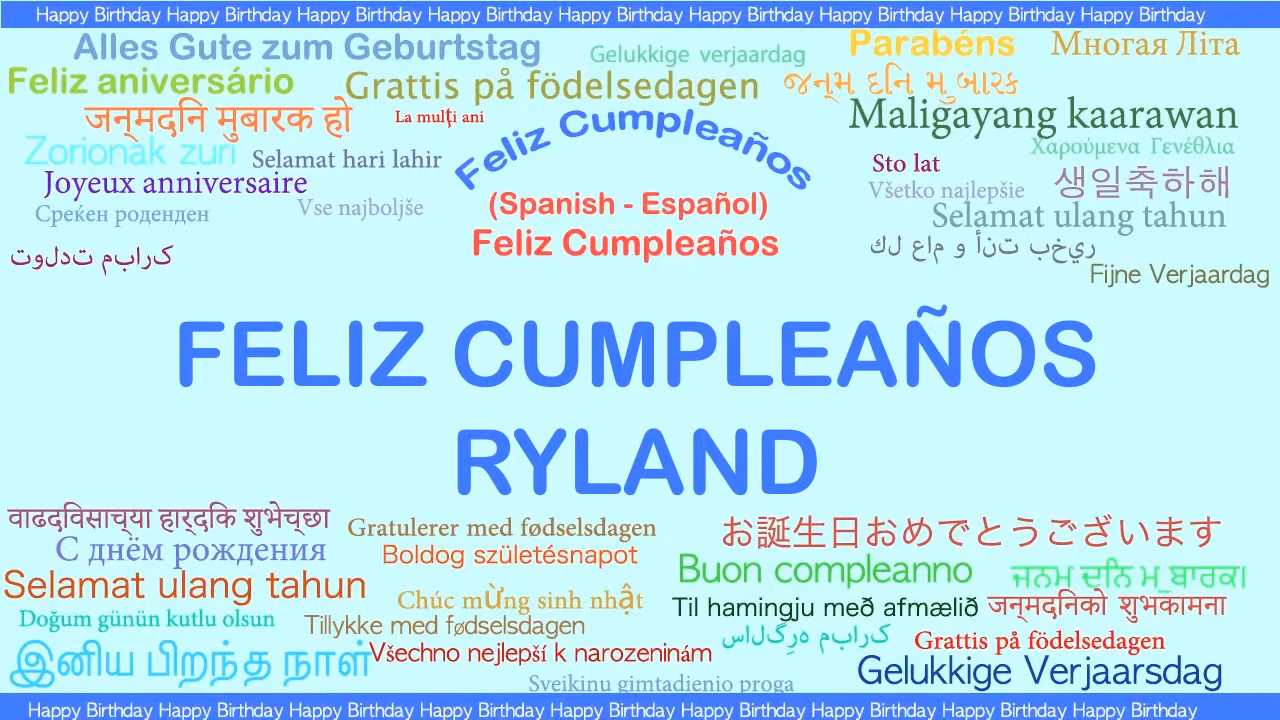 Happy Birthday Happy Birthday Happy Birthday Happy Birthday Happy Birthday Happy Birthday Happy Birthday Happy Birthday Happy Birthday
Alles Gute zum Geburtstag
Gelukkige verjaardag
Parabéns
Многая Літа
Feliz aniversário
Grattis på födelsedagen
જન્મ દિન મુબારક
जन्मदिन मुबारक हो
La mulţi ani
Feliz Cumpleaños
Maligayang kaarawan
Zorionak zuri
Selamat hari lahir
Sto lat
Χαρούμενα Γενέθλια
Joyeux anniversaire
(Spanish - Español)
Všetko najlepšie
생일축하해
Среќен роденден
Vse najboljše
Feliz Cumpleaños
Selamat ulang tahun
تولدت مبارک
كل عام و أنت بخير
Fijne Verjaardag
FELIZ CUMPLEAÑOS
RYLAND
वाढदिवसाच्या हार्दिक शुभेच्छा
Gratulerer med fødselsdagen
お誕生日おめでとうございます
С днём рождения
Boldog születésnapot
Buon compleanno
ਜਨਮ ਦਿਨ ਮੁਬਾਰਕ।
Selamat ulang tahun
Chúc mừng sinh nhật
Til hamingju með afmælið
जन्मदिनको शुभकामना
Doğum günün kutlu olsun
Tillykke med fødselsdagen
سالگرہ مبارک
Grattis på födelsedagen
இனிய பிறந்த நாள்
Všechno nejlepší k narozeninám
Gelukkige Verjaarsdag
Sveikinu gimtadienio proga
Happy Birthday Happy Birthday Happy Birthday Happy Birthday Happy Birthday Happy Birthday Happy Birthday Happy Birthday Happy Birthday